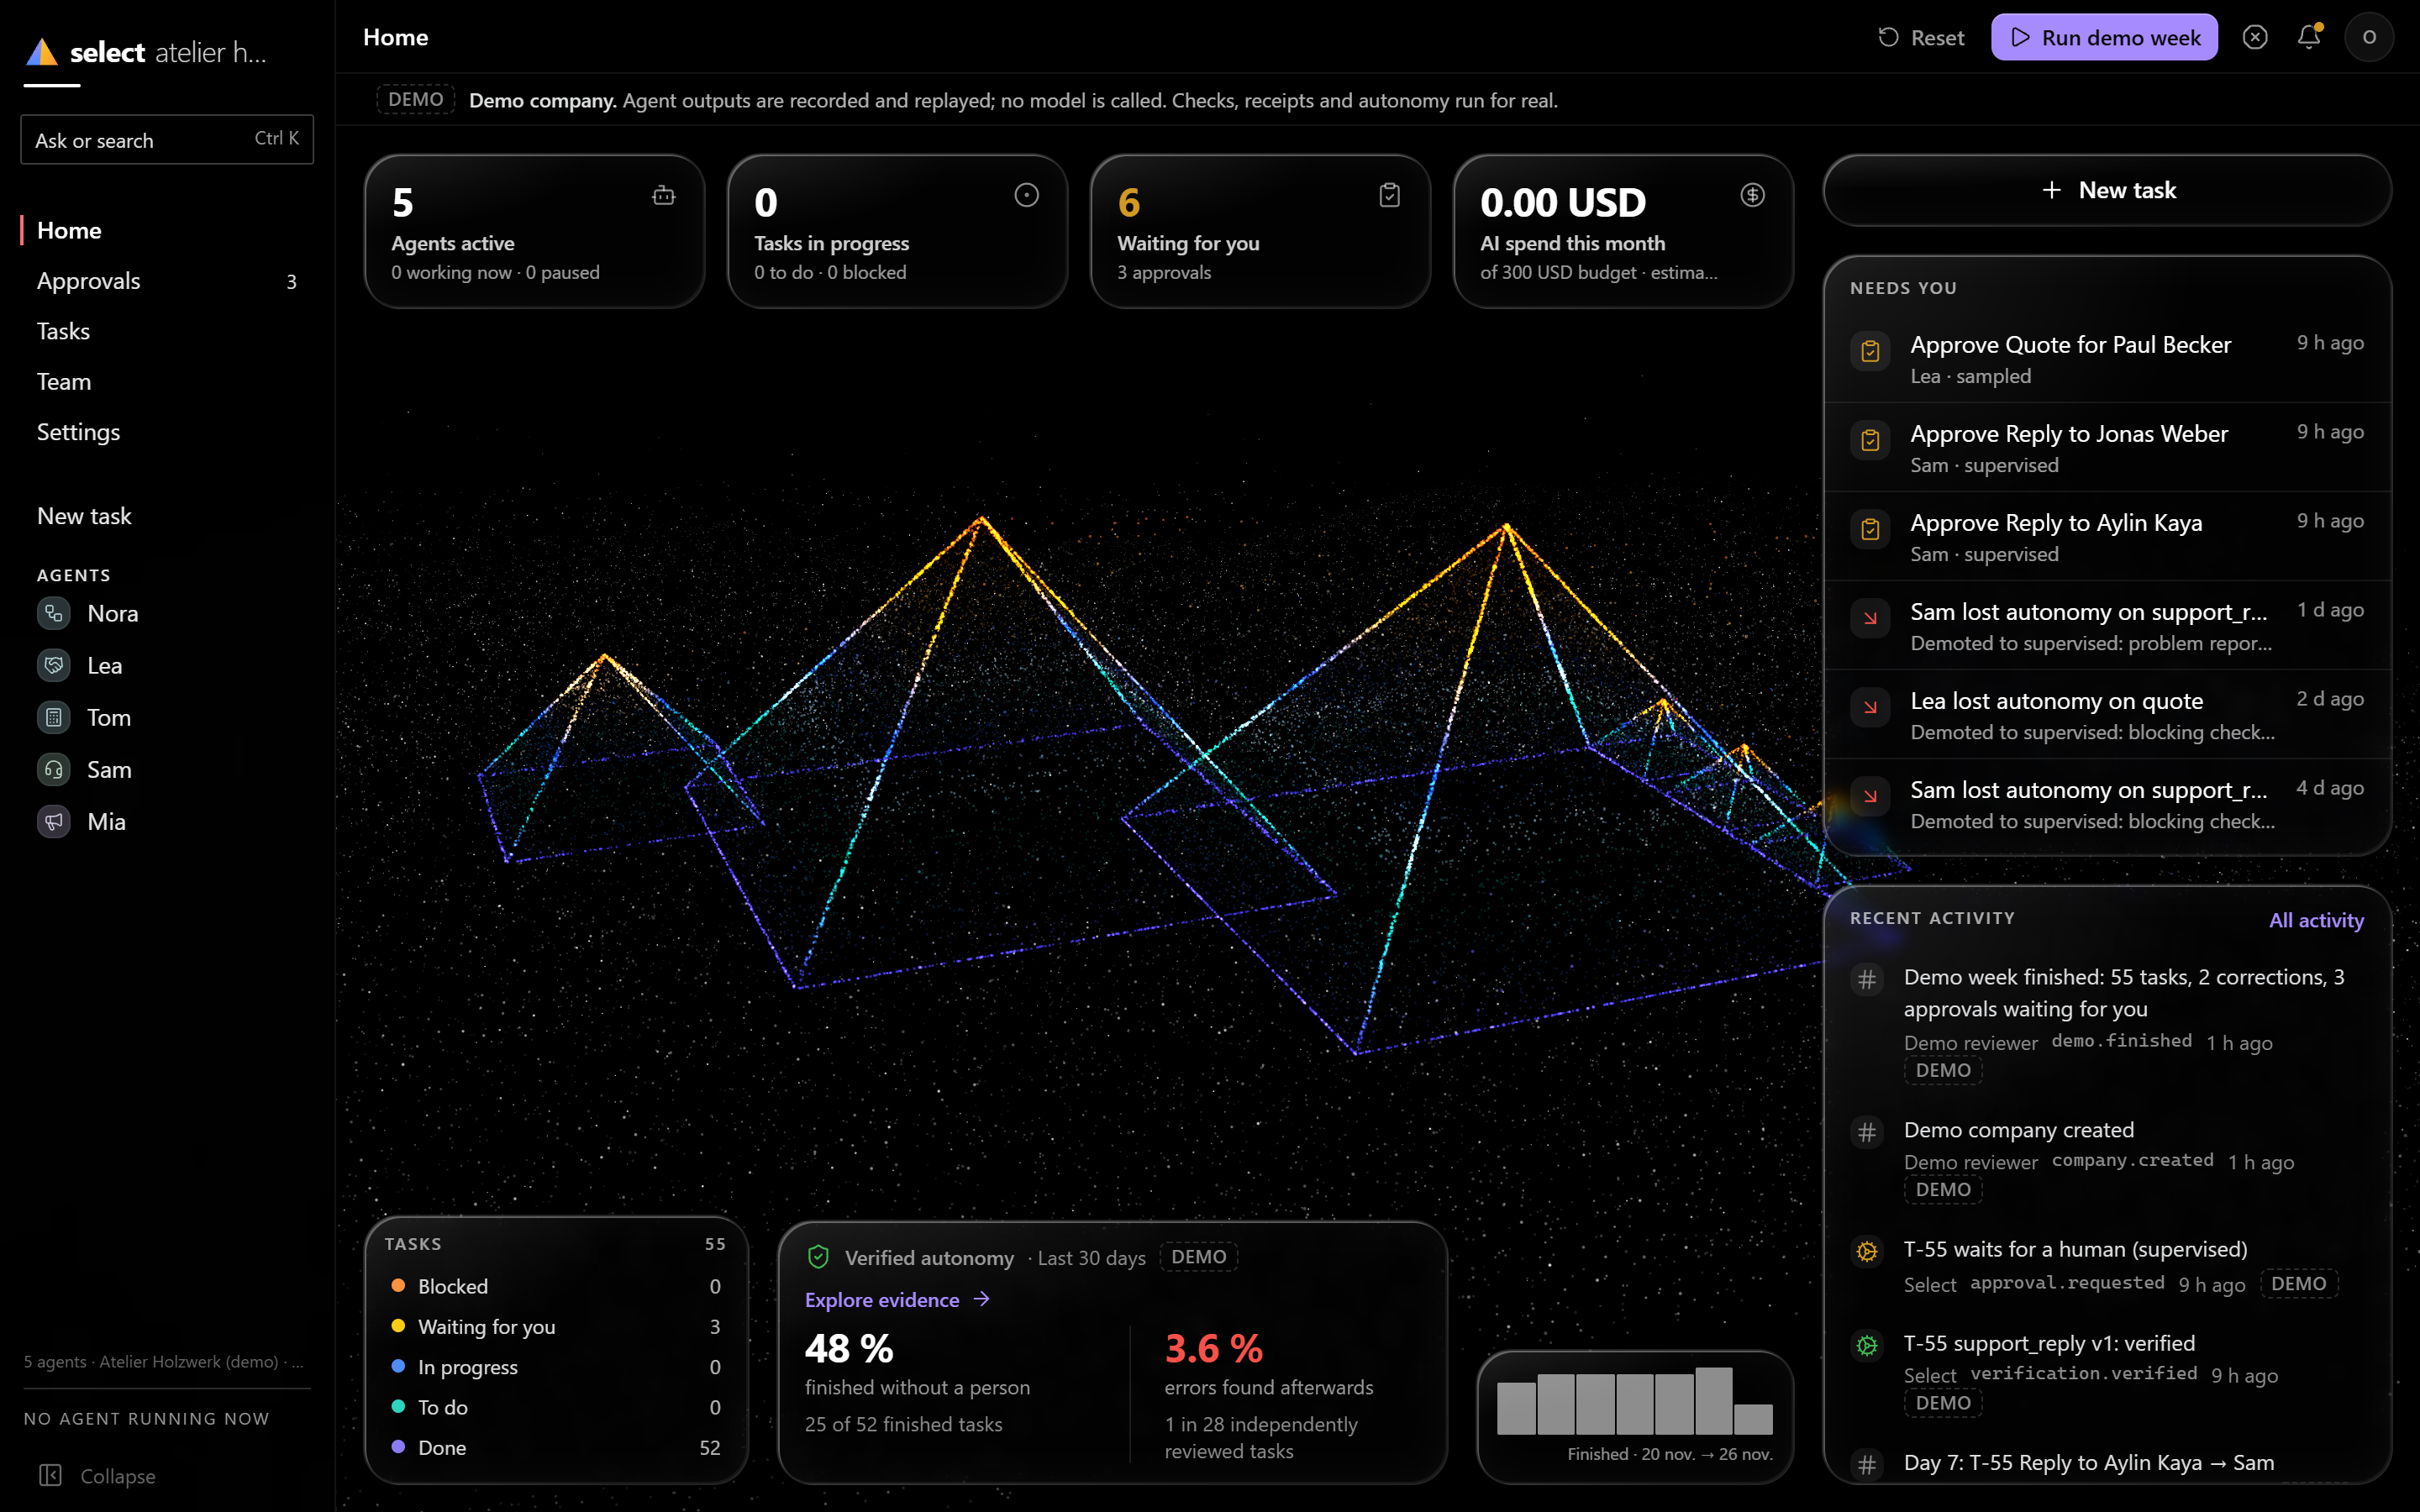 select atelier h...
Ask or search Ctrl K
Home
Approvals 3
Tasks
Team
Settings
New task
AGENTS
Nora
Lea
Tom
Sam
Mia
5 agents · Atelier Holzwerk (demo) · ...
NO AGENT RUNNING NOW
Collapse
Home
Reset
Run demo week
O
DEMO Demo company. Agent outputs are recorded and replayed; no model is called. Checks, receipts and autonomy run for real.
5
Agents active
0 working now · 0 paused
0
Tasks in progress
0 to do · 0 blocked
6
Waiting for you
3 approvals
0.00 USD
AI spend this month
of 300 USD budget · estima...
TASKS 55
Blocked 0
Waiting for you 3
In progress 0
To do 0
Done 52
Verified autonomy · Last 30 days DEMO
Explore evidence →
48 %
finished without a person
25 of 52 finished tasks
3.6 %
errors found afterwards
1 in 28 independently
reviewed tasks
Finished · 20 nov. → 26 nov.
+ New task
NEEDS YOU
Approve Quote for Paul Becker 9 h ago
Lea · sampled
Approve Reply to Jonas Weber 9 h ago
Sam · supervised
Approve Reply to Aylin Kaya 9 h ago
Sam · supervised
Sam lost autonomy on support_r... 1 d ago
Demoted to supervised: problem repor...
Lea lost autonomy on quote 2 d ago
Demoted to supervised: blocking check...
Sam lost autonomy on support_r... 4 d ago
Demoted to supervised: blocking check...
RECENT ACTIVITY All activity
Demo week finished: 55 tasks, 2 corrections, 3
approvals waiting for you
Demo reviewer demo.finished 1 h ago
DEMO
Demo company created
Demo reviewer company.created 1 h ago
DEMO
T-55 waits for a human (supervised)
Select approval.requested 9 h ago DEMO
T-55 support_reply v1: verified
Select verification.verified 9 h ago
DEMO
Day 7: T-55 Reply to Aylin Kaya → Sam